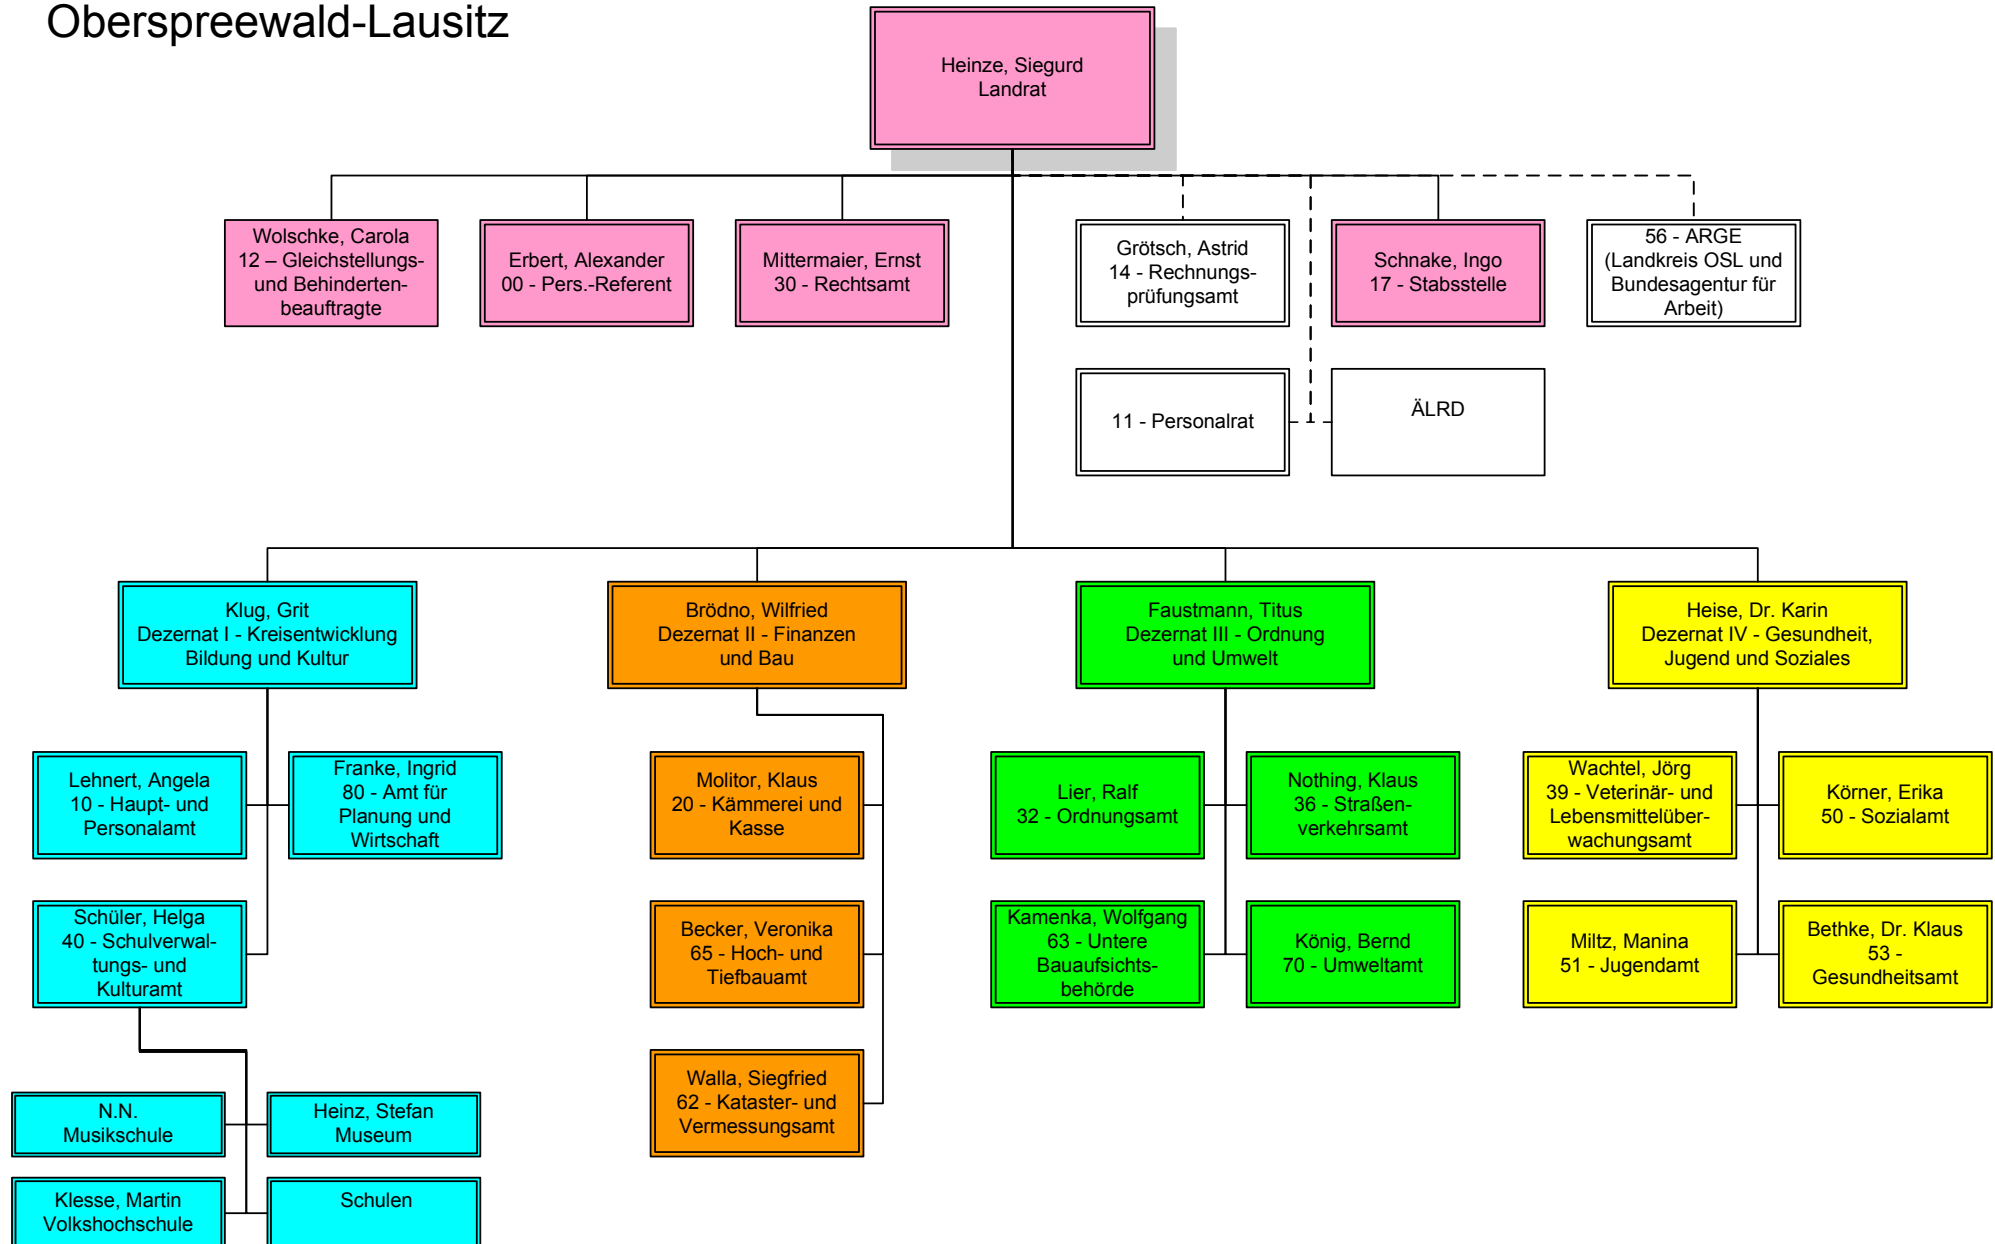 Oberspreewald-Lausitz
Heinze, Siegurd
Landrat
Wolschke, Carola
12 – Gleichstellungs-
und Behinderten-
beauftragte
Erbert, Alexander
00 - Pers.-Referent
Mittermaier, Ernst
30 - Rechtsamt
Grötsch, Astrid
14 - Rechnungs-
prüfungsamt
Schnake, Ingo
17 - Stabsstelle
56 - ARGE
(Landkreis OSL und
Bundesagentur für
Arbeit)
11 - Personalrat
ÄLRD
Klug, Grit
Dezernat I - Kreisentwicklung
Bildung und Kultur
Brödno, Wilfried
Dezernat II - Finanzen
und Bau
Faustmann, Titus
Dezernat III - Ordnung
und Umwelt
Heise, Dr. Karin
Dezernat IV - Gesundheit,
Jugend und Soziales
Lehnert, Angela
10 - Haupt- und
Personalamt
Franke, Ingrid
80 - Amt für
Planung und
Wirtschaft
Molitor, Klaus
20 - Kämmerei und
Kasse
Lier, Ralf
32 - Ordnungsamt
Nothing, Klaus
36 - Straßen-
verkehrsamt
Wachtel, Jörg
39 - Veterinär- und
Lebensmittelüber-
wachungsamt
Körner, Erika
50 - Sozialamt
Schüler, Helga
40 - Schulverwal-
tungs- und
Kulturamt
Becker, Veronika
65 - Hoch- und
Tiefbauamt
Kamenka, Wolfgang
63 - Untere
Bauaufsichts-
behörde
König, Bernd
70 - Umweltamt
Miltz, Manina
51 - Jugendamt
Bethke, Dr. Klaus
53 -
Gesundheitsamt
Walla, Siegfried
62 - Kataster- und
Vermessungsamt
N.N.
Musikschule
Heinz, Stefan
Museum
Klesse, Martin
Volkshochschule
Schulen